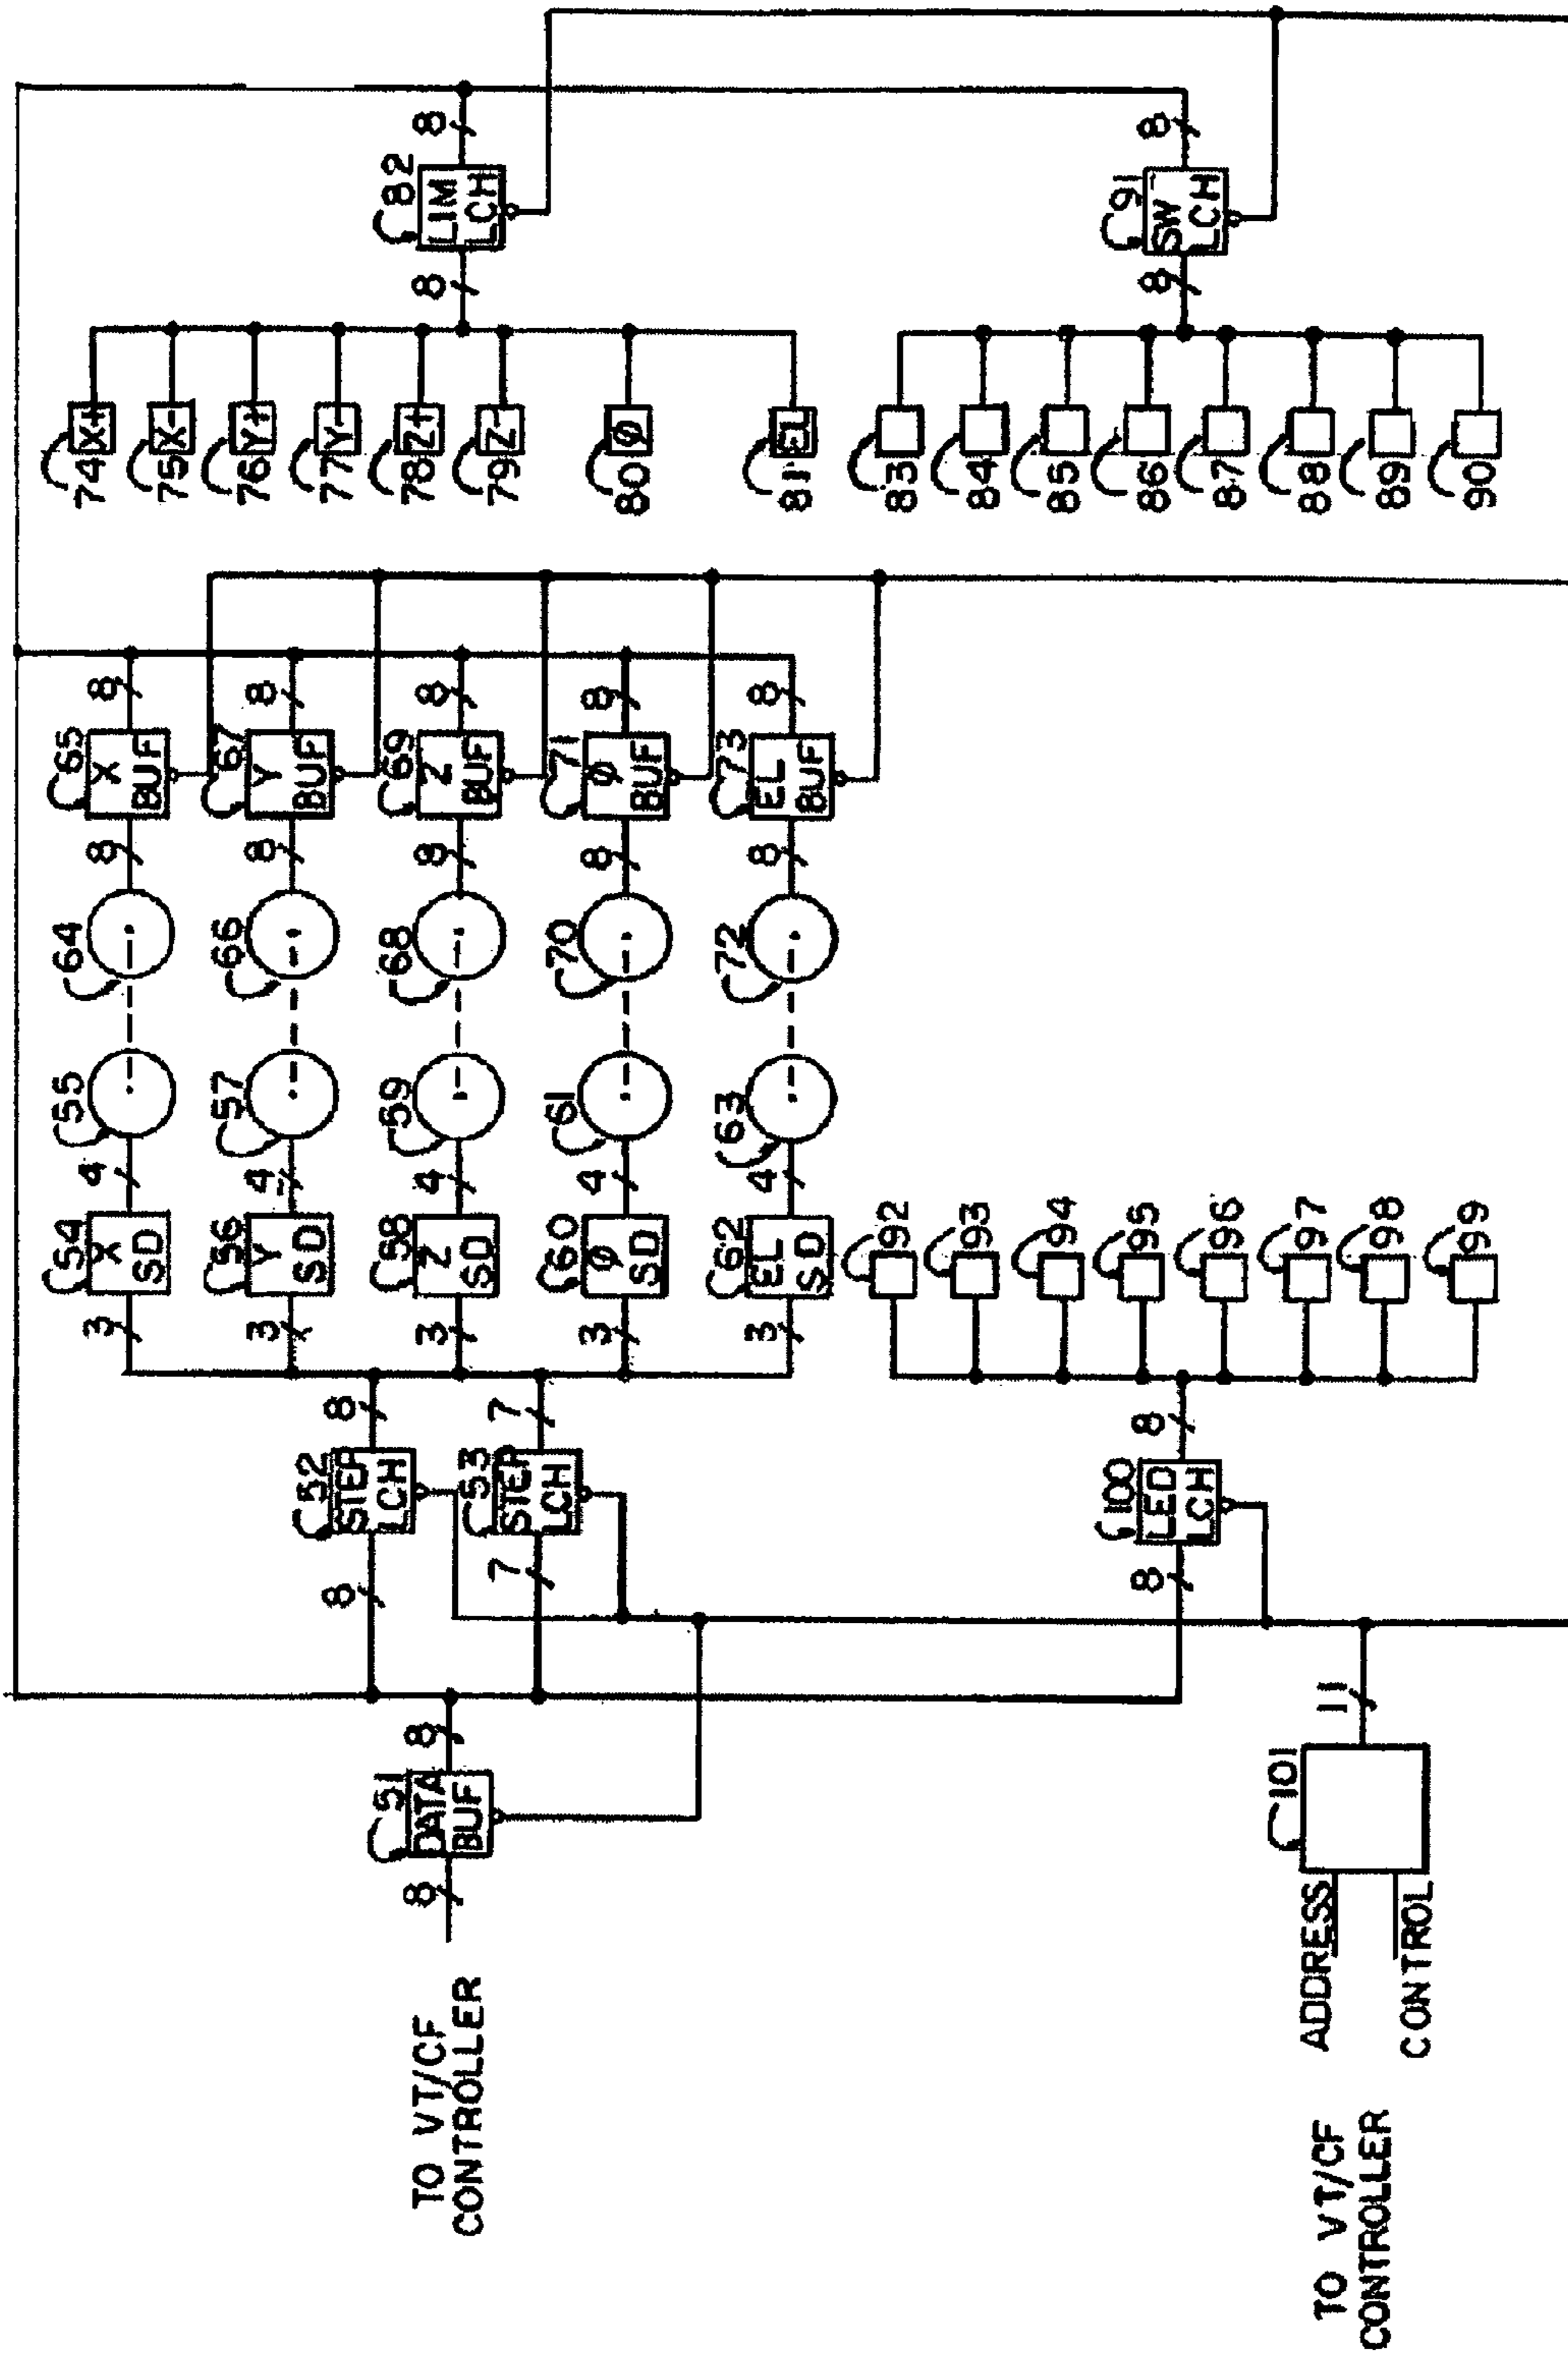 TO VT/CF
CONTROLLER
8
51
DATA
BUF
8
8
52
STEP
LCH
8
7
53
STEP
LCH
7
3
54
X
SD
4
55
64
8
65
X
BUF
8
3
56
Y
SD
4
57
66
8
67
Y
BUF
8
3
58
Z
SD
4
59
68
8
69
Z
BUF
8
3
60
Ø
SD
4
61
70
8
71
Ø
BUF
8
3
62
EL
SD
4
63
72
8
73
EL
BUF
8
74 X+
75 X-
76 Y+
77 Y-
78 Z+
79 Z-
80 Ø
81 EL
8
82
LIM
LCH
8
83
84
85
86
87
88
89
90
8
91
SW
LCH
8
8
100
LED
LCH
8
92
93
94
95
96
97
98
99
TO VT/CF
CONTROLLER
ADDRESS
CONTROL
101
11